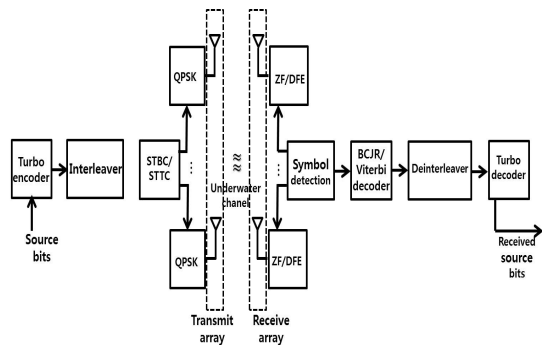 QPSK
ZF/DFE
Turbo
encoder
Interleaver
STBC/
STTC
Underwater
chanel
Symbol
detection
BCJR/
Viterbi
decoder
Deinterleaver
Turbo
decoder
Source
bits
QPSK
ZF/DFE
Received
source
bits
Transmit
array
Receive
array